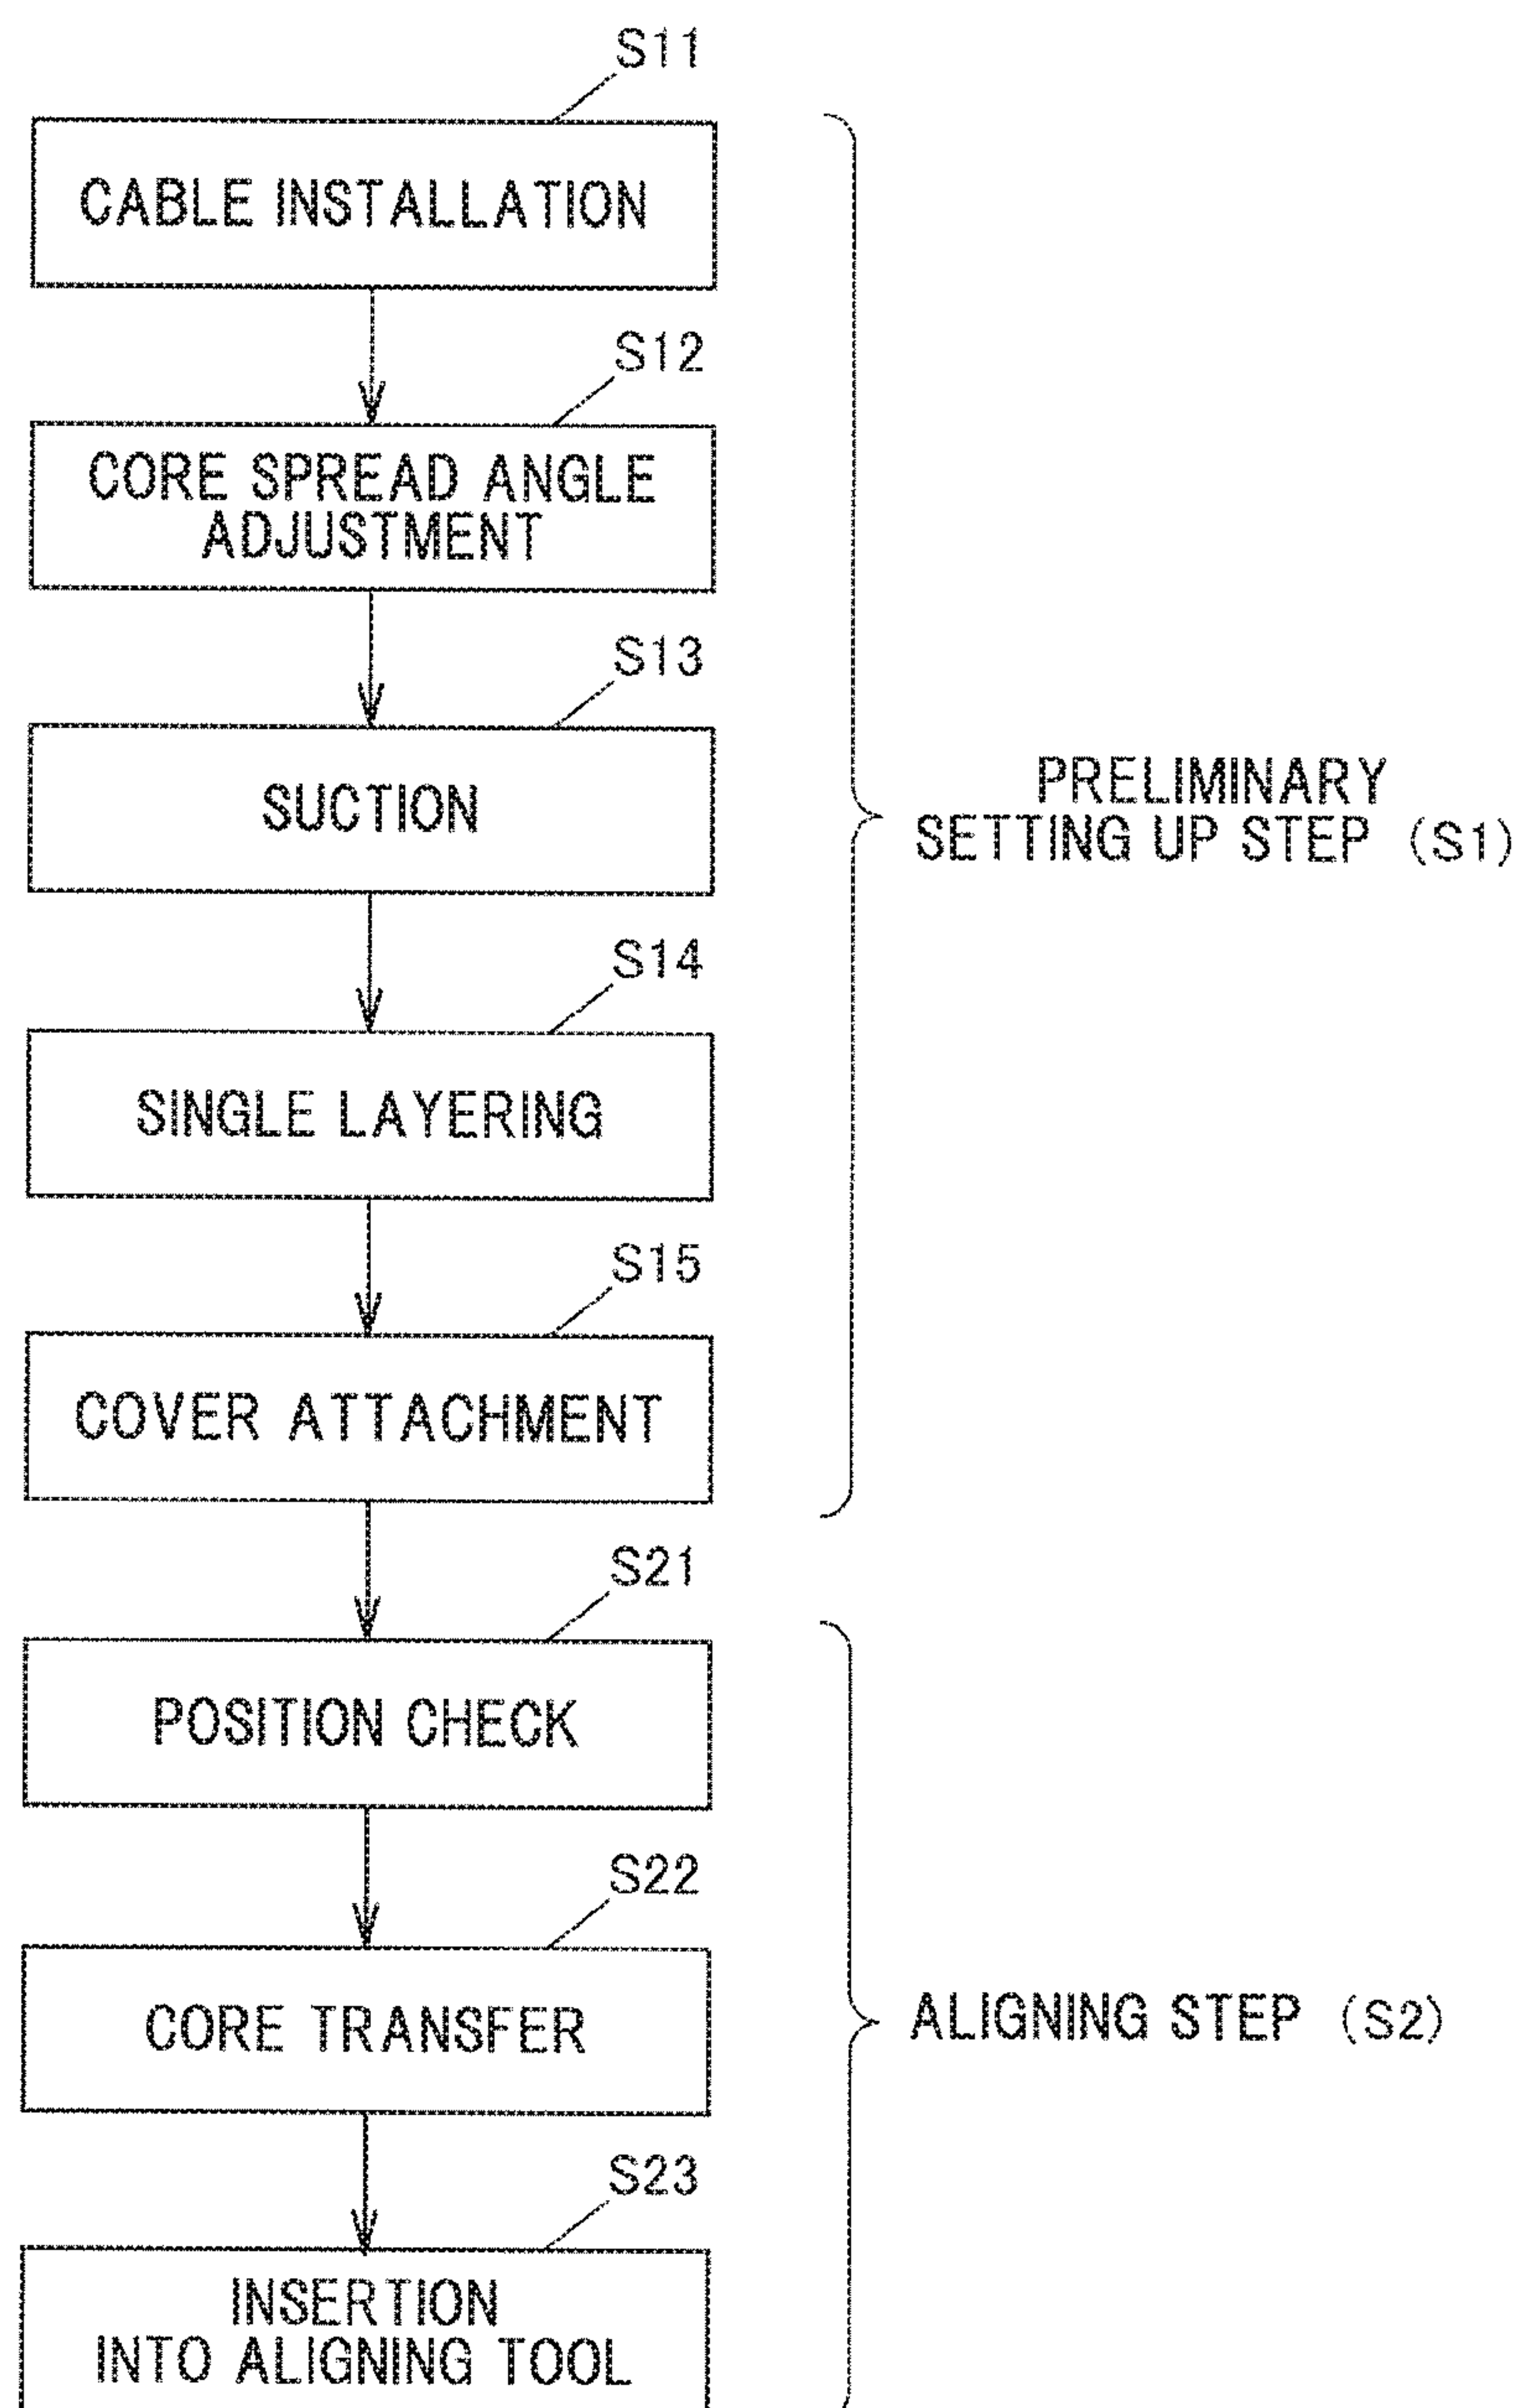 S11
CABLE INSTALLATION
S12
CORE SPREAD ANGLE
ADJUSTMENT
S13
SUCTION
PRELIMINARY
SETTING UP STEP (S1)
S14
SINGLE LAYERING
S15
COVER ATTACHMENT
S21
POSITION CHECK
S22
CORE TRANSFER
ALIGNING STEP (S2)
S23
INSERTION
INTO ALIGNING TOOL